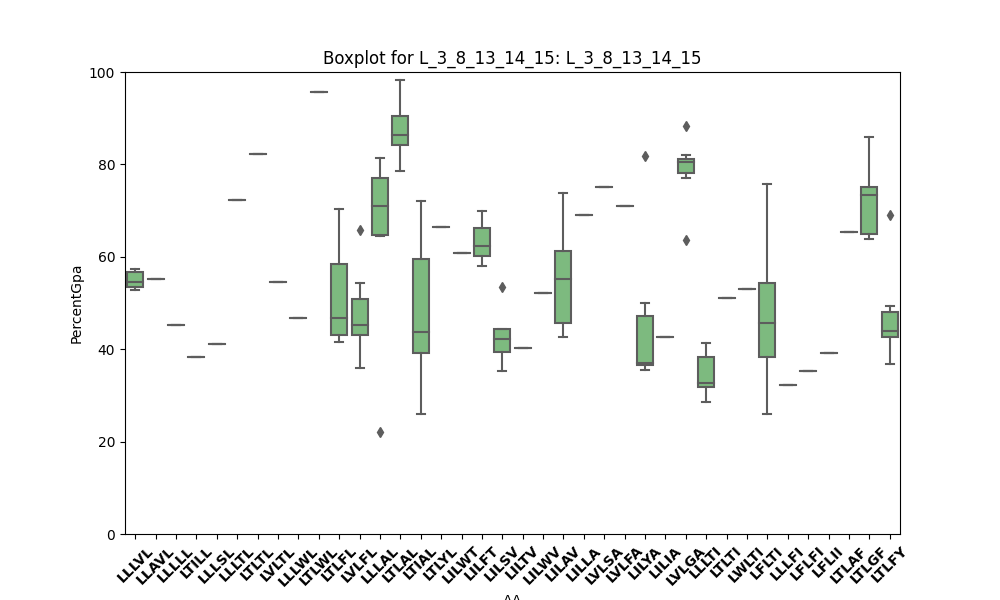 Boxplot for L_3_8_13_14_15: L_3_8_13_14_15
100
80
60
40
20
0
PercentGpa
LLLVL
LLAVL
LLLLL
LTILL
LLLSL
LLLTL
LTLTL
LVLTL
LLLWL
LTLWL
LTLFL
LVLFL
LLLAL
LTLAL
LTIAL
LTLYL
LILWT
LILFT
LILSV
LILTV
LILWV
LILAV
LILLA
LVLSA
LVLFA
LILYA
LILIA
LVLGA
LLLTI
LTLTI
LWLTI
LFLTI
LLLFI
LFLFI
LFLII
LTLAF
LTLGF
LTLFY